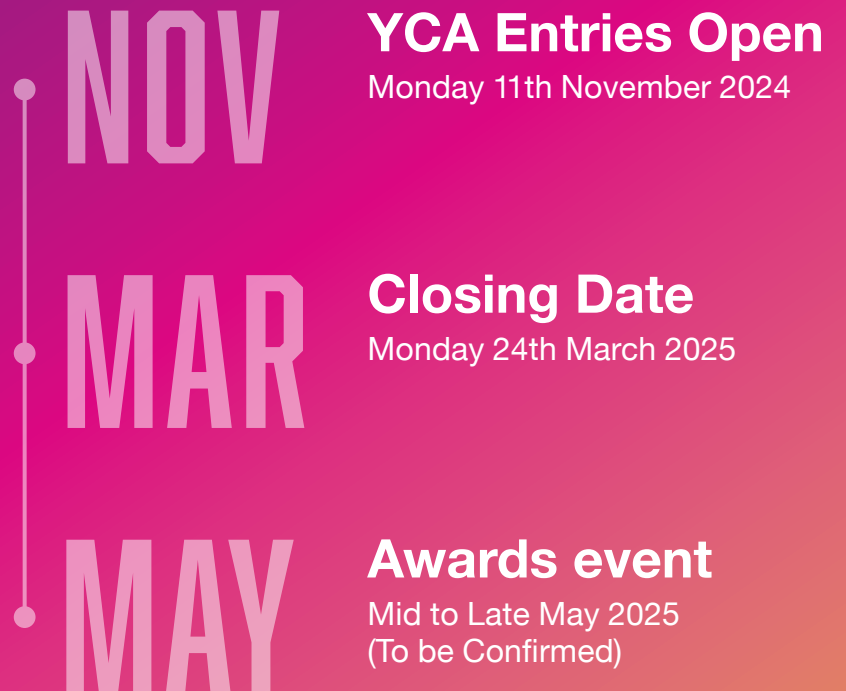 NOV
YCA Entries Open
Monday 11th November 2024
MAR
Closing Date
Monday 24th March 2025
MAY
Awards event
Mid to Late May 2025
(To be Confirmed)